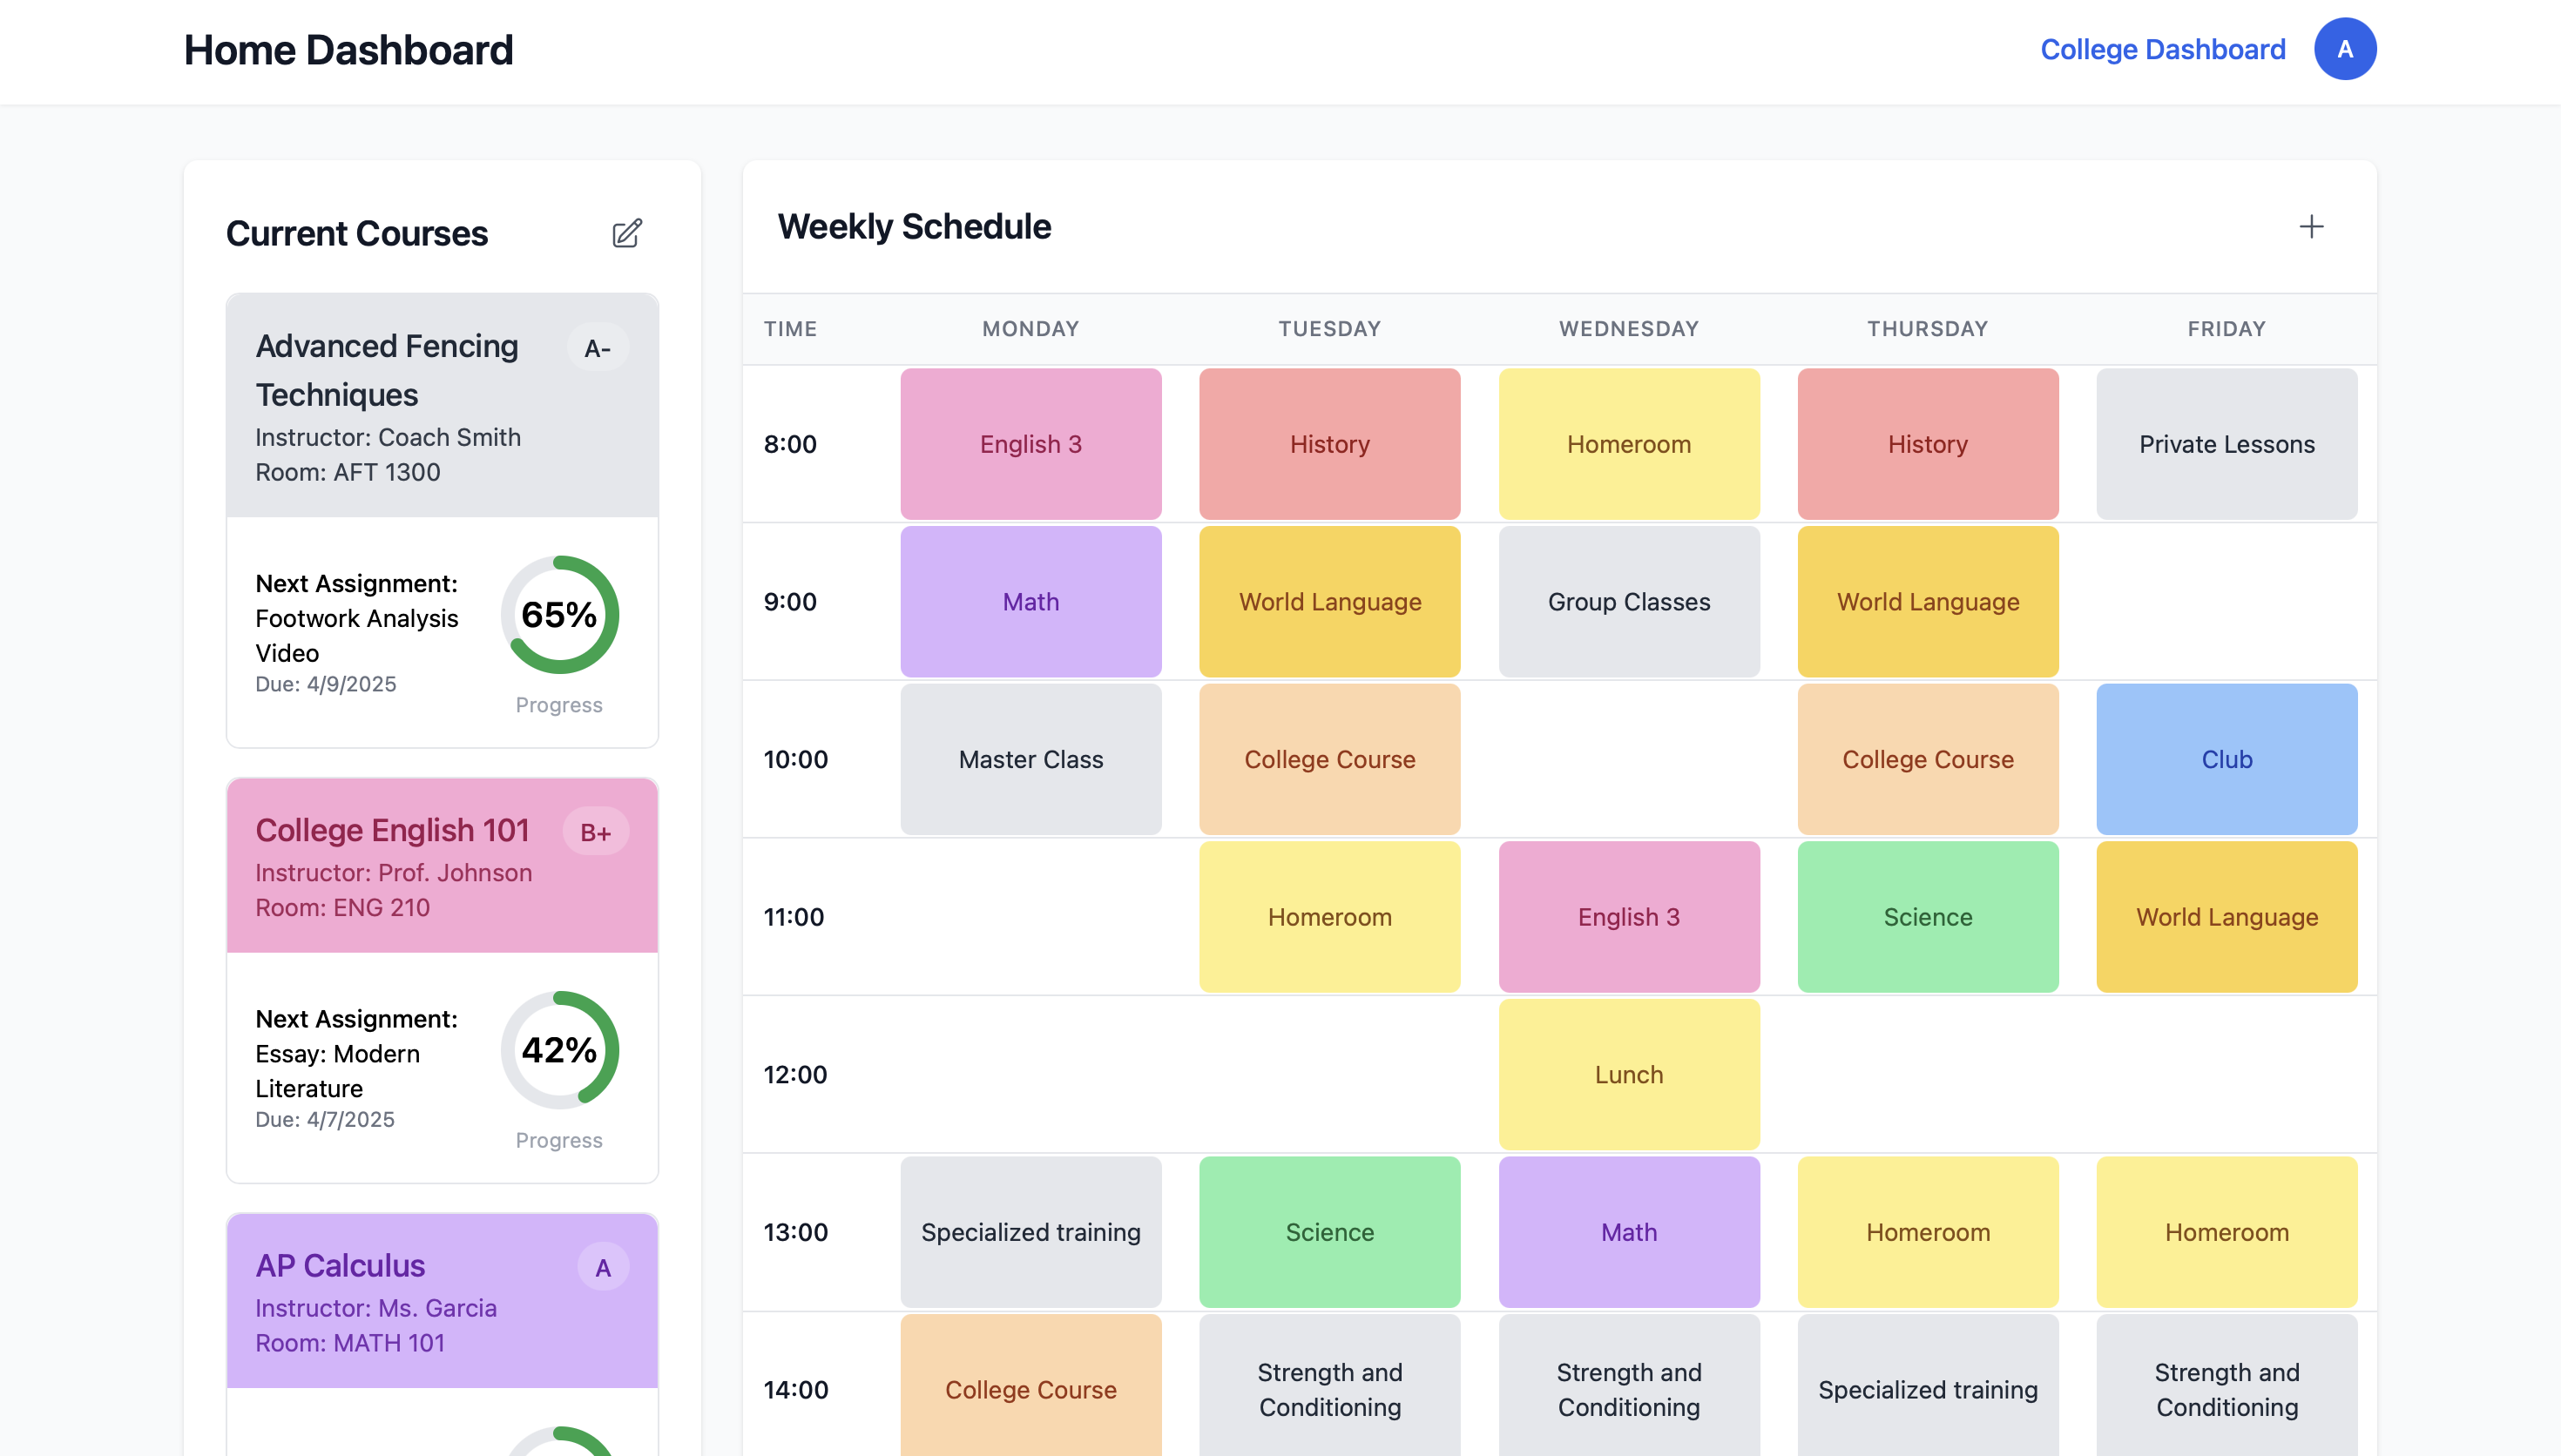 Home Dashboard
College Dashboard
A
Current Courses
Advanced Fencing
Techniques
A-
Instructor: Coach Smith
Room: AFT 1300
Next Assignment:
Footwork Analysis
Video
Due: 4/9/2025
65%
Progress
College English 101
B+
Instructor: Prof. Johnson
Room: ENG 210
Next Assignment:
Essay: Modern
Literature
Due: 4/7/2025
42%
Progress
AP Calculus
A
Instructor: Ms. Garcia
Room: MATH 101
Weekly Schedule
TIME MONDAY TUESDAY WEDNESDAY THURSDAY FRIDAY
8:00 English 3 History Homeroom History Private Lessons
9:00 Math World Language Group Classes World Language
10:00 Master Class College Course College Course Club
11:00 Homeroom English 3 Science World Language
12:00 Lunch
13:00 Specialized training Science Math Homeroom Homeroom
14:00 College Course Strength and Conditioning Strength and Conditioning Specialized training Strength and Conditioning